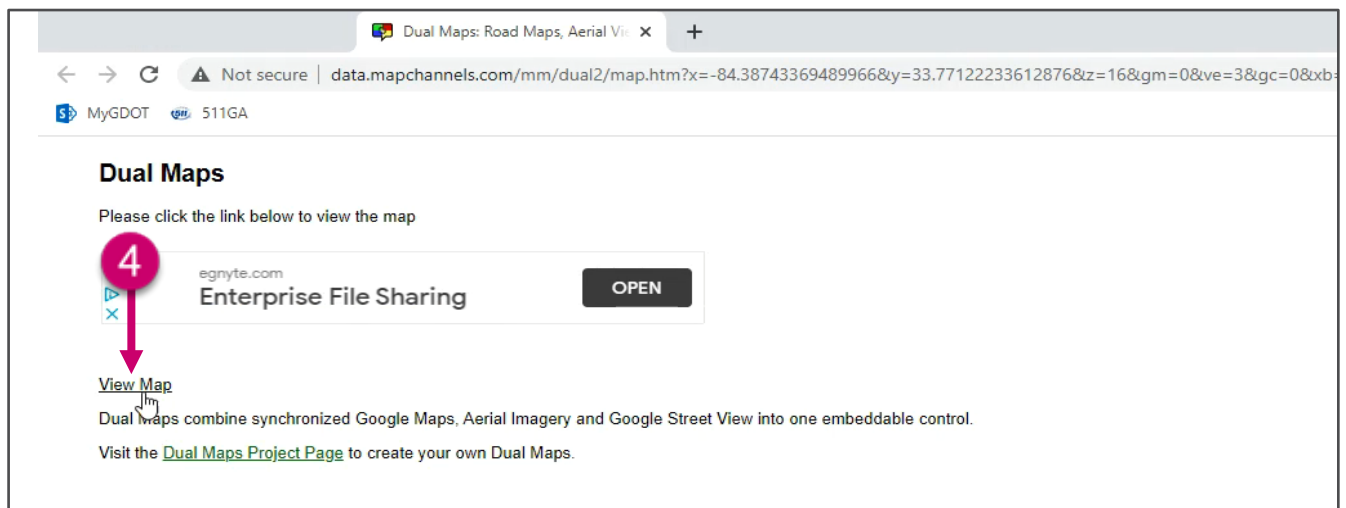 Dual Maps: Road Maps, Aerial Vi
Not secure | data.mapchannels.com/mm/dual2/map.htm?x=-84.38743369489966&y=33.77122233612876&z=16&gm=0&ve=3&gc=0&xb=
MyGDOT 511 511GA
Dual Maps
Please click the link below to view the map
4
egnyte.com
Enterprise File Sharing
OPEN
View Map
Dual Maps combine synchronized Google Maps, Aerial Imagery and Google Street View into one embeddable control.
Visit the Dual Maps Project Page to create your own Dual Maps.